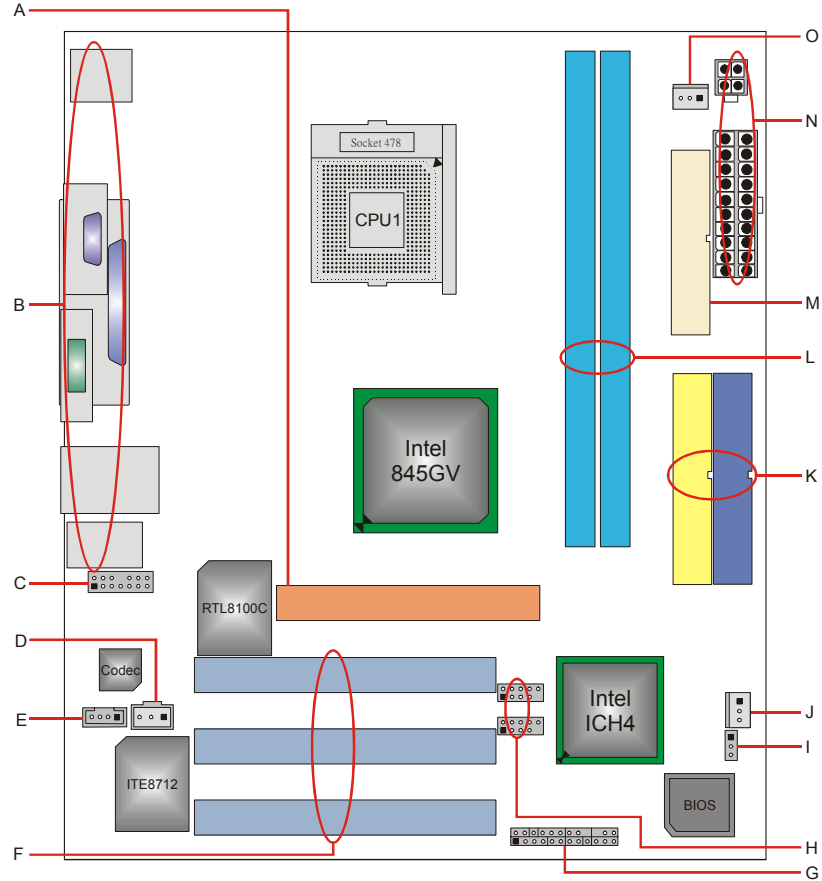 A
O
N
Socket 478
CPU1
B
M
L
Intel
845GV
K
C
RTL8100C
D
Codec
E
Intel
ICH4
J
I
ITE8712
BIOS
F
H
G